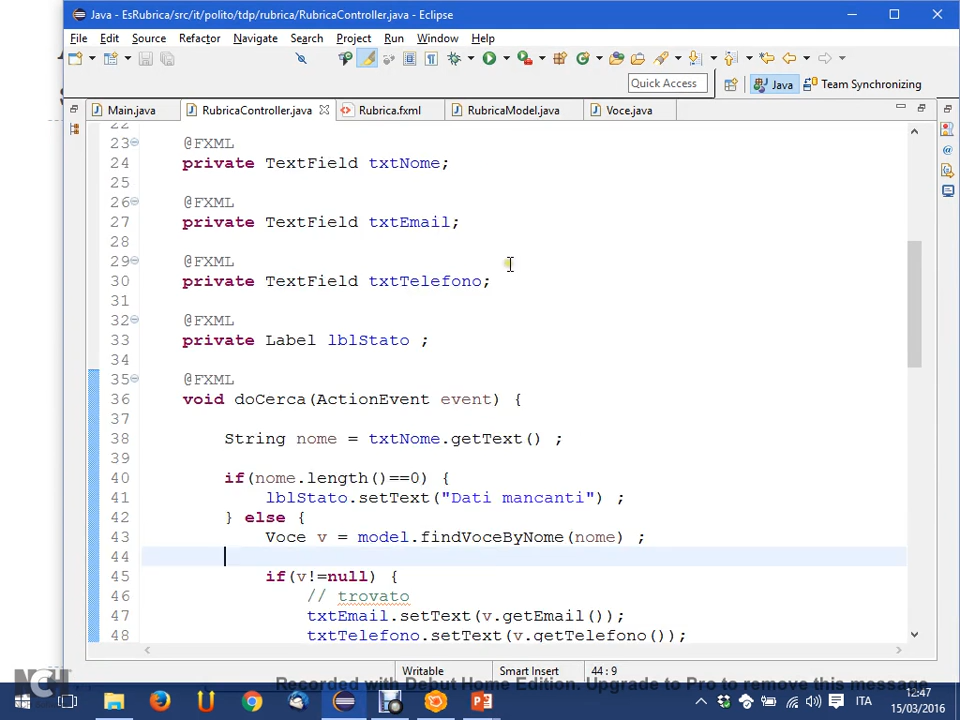 Java - EsRubrica/src/it/polito/tdp/rubrica/RubricaController.java - Eclipse
File Edit Source Refactor Navigate Search Project Run Window Help
Quick Access
Java
Team Synchronizing
Main.java RubricaController.java Rubrica.fxml RubricaModel.java Voce.java
22
23 @FXML
24 private TextField txtNome;
25
26 @FXML
27 private TextField txtEmail;
28
29 @FXML
30 private TextField txtTelefono;
31
32 @FXML
33 private Label lblStato ;
34
35 @FXML
36 void doCerca(ActionEvent event) {
37
38 String nome = txtNome.getText() ;
39
40 if(nome.length()==0) {
41 lblStato.setText("Dati mancanti") ;
42 } else {
43 Voce v = model.findVoceByNome(nome) ;
44
45 if(v!=null) {
46 // trovato
47 txtEmail.setText(v.getEmail());
48 txtTelefono.setText(v.getTelefono());
Writable Smart Insert 44 : 9
Recorded with Debut Home Edition. Upgrade to Pro to remove this message
NCH
ITA
12:47
15/03/2016